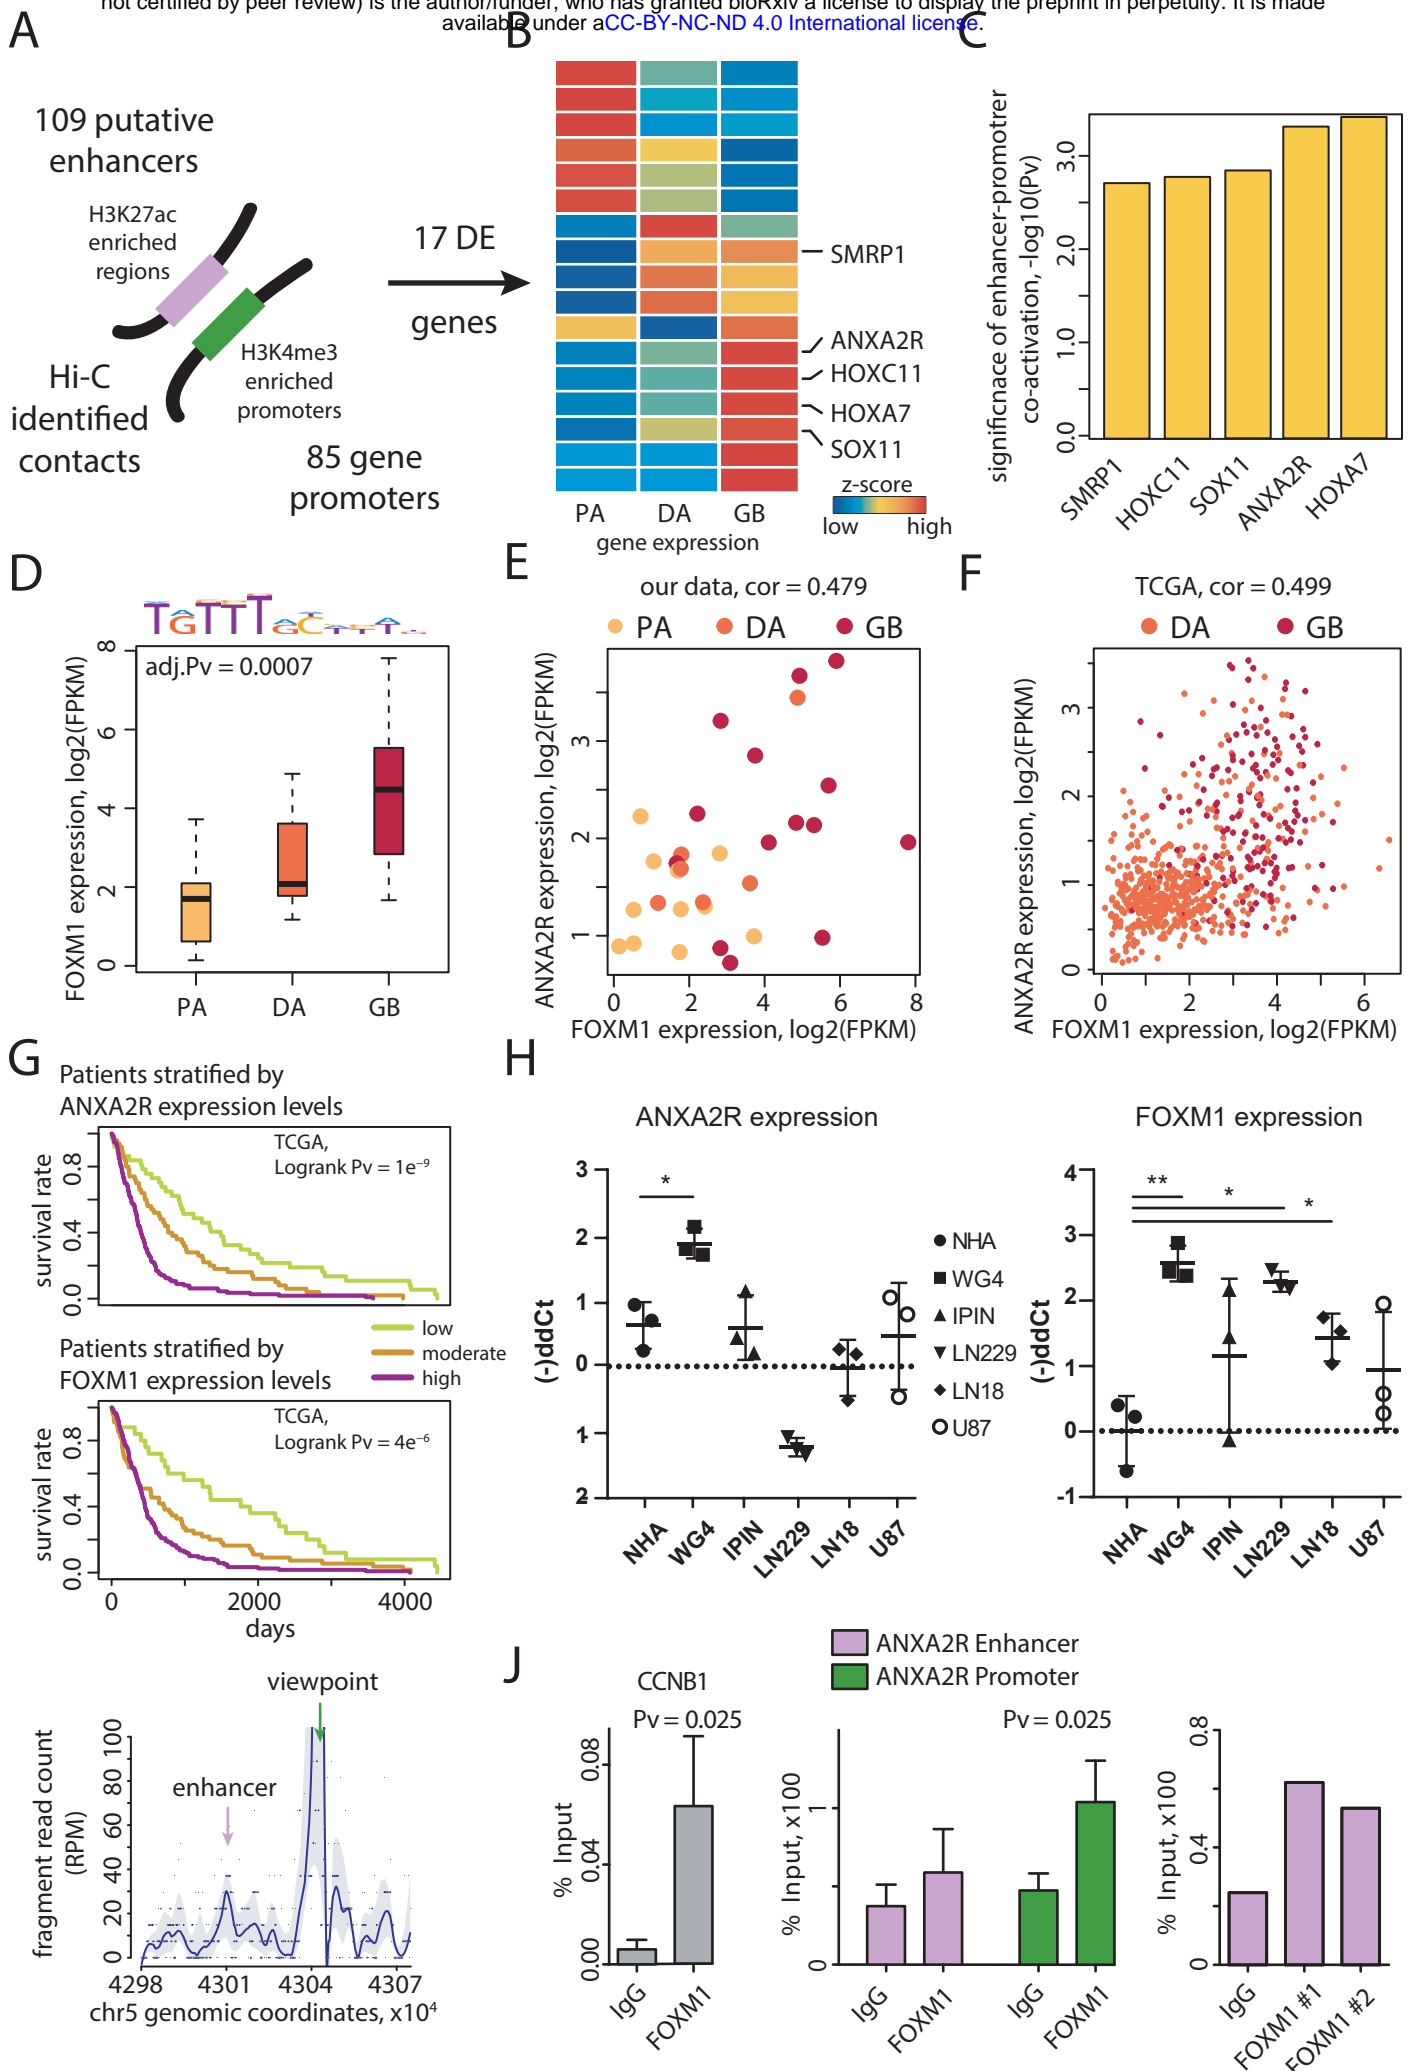 not certified by peer review) is the author/funder, who has granted bioRxiv a license to display the preprint in perpetuity. It is made
available under aCC-BY-NC-ND 4.0 International license.
A
109 putative
enhancers
H3K27ac
enriched
regions
H3K4me3
enriched
promoters
Hi-C
identified
contacts
85 gene
promoters
17 DE
genes
B
SMRP1
ANXA2R
HOXC11
HOXA7
SOX11
z-score
low high
PA DA GB
gene expression
C
significnace of enhancer-promotrer
co-activation, -log10(Pv)
0.0 1.0 2.0 3.0
SMRP1 HOXC11 SOX11 ANXA2R HOXA7
D
TGTTTGCTTTA
adj.Pv = 0.0007
FOXM1 expression, log2(FPKM)
0 2 4 6 8
PA DA GB
E
our data, cor = 0.479
PA DA GB
ANXA2R expression, log2(FPKM)
1 2 3
0 2 4 6 8
FOXM1 expression, log2(FPKM)
F
TCGA, cor = 0.499
DA GB
ANXA2R expression, log2(FPKM)
0 1 2 3
0 2 4 6
FOXM1 expression, log2(FPKM)
G
Patients stratified by
ANXA2R expression levels
TCGA,
Logrank Pv = 1e⁻⁹
survival rate
0.0 0.4 0.8
low
moderate
high
Patients stratified by
FOXM1 expression levels
TCGA,
Logrank Pv = 4e⁻⁶
survival rate
0.0 0.4 0.8
0 2000 4000
days
H
ANXA2R expression
(-)ddCt
3
2
1
0
1
2
*
NHA WG4 IPIN LN229 LN18 U87
NHA
WG4
IPIN
LN229
LN18
U87
FOXM1 expression
(-)ddCt
4
3
2
1
0
-1
** * *
NHA WG4 IPIN LN229 LN18 U87
viewpoint
enhancer
fragment read count
(RPM)
0 20 40 60 80 100
4298 4301 4304 4307
chr5 genomic coordinates, x10⁴
J
CCNB1
Pv = 0.025
% Input
0.00 0.04 0.08
IgG FOXM1
ANXA2R Enhancer
ANXA2R Promoter
Pv = 0.025
% Input, x100
0 1
IgG FOXM1 IgG FOXM1
% Input, x100
0 0.4 0.8
IgG FOXM1 #1 FOXM1 #2